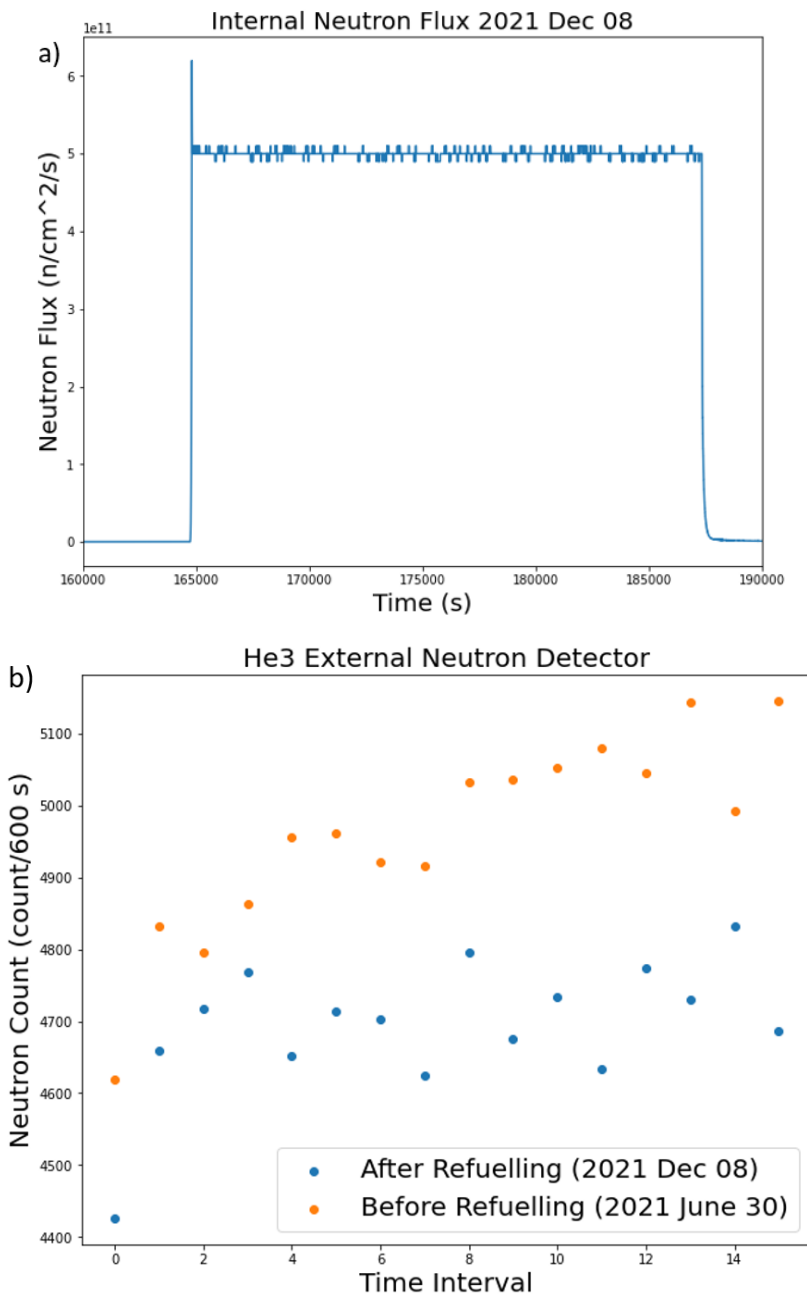 Internal Neutron Flux 2021 Dec 08
a)
1e11
6
5
4
3
2
1
0
Neutron Flux (n/cm^2/s)
160000 165000 170000 175000 180000 185000 190000
Time (s)
He3 External Neutron Detector
b)
5100
5000
4900
4800
4700
4600
4500
4400
Neutron Count (count/600 s)
After Refuelling (2021 Dec 08)
Before Refuelling (2021 June 30)
0 2 4 6 8 10 12 14
Time Interval